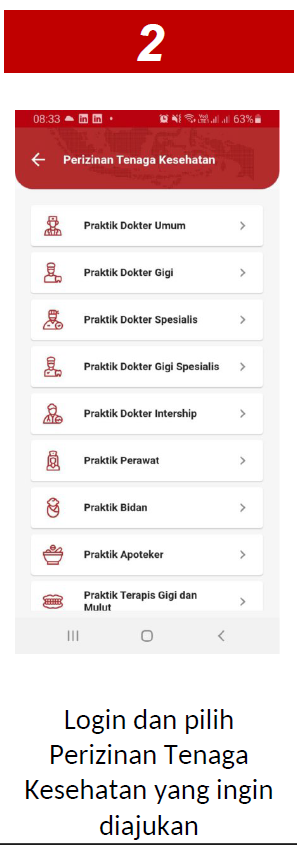 2
08:33
63%
Perizinan Tenaga Kesehatan
Praktik Dokter Umum
Praktik Dokter Gigi
Praktik Dokter Spesialis
Praktik Dokter Gigi Spesialis
Praktik Dokter Intership
Praktik Perawat
Praktik Bidan
Praktik Apoteker
Praktik Terapis Gigi dan
Mulut
Login dan pilih
Perizinan Tenaga
Kesehatan yang ingin
diajukan